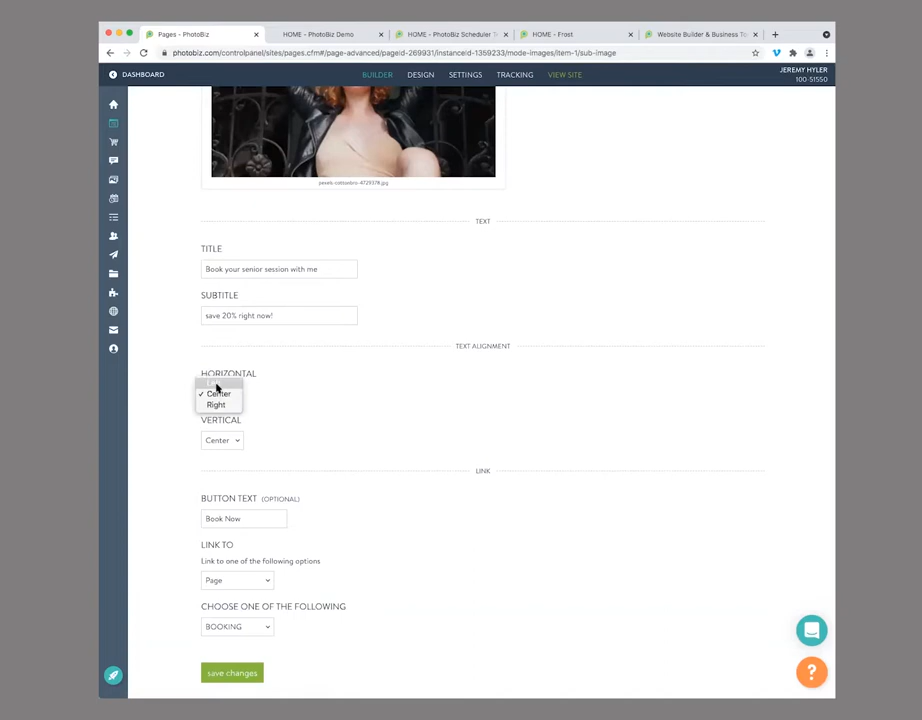 Pages - PhotoBiz
HOME - PhotoBiz Demo
HOME - PhotoBiz Scheduler T
HOME - Frost
Website Builder & Business To
photobiz.com/controlpanel/sites/pages.cfm#/page-advanced/pageid-269931/instanceid-1359233/mode-images/item-1/sub-image
DASHBOARD
BUILDER
DESIGN
SETTINGS
TRACKING
VIEW SITE
JEREMY HYLER
100-51550
pexels-cottonbro-4729378.jpg
TEXT
TITLE
Book your senior session with me
SUBTITLE
save 20% right now!
TEXT ALIGNMENT
HORIZONTAL
Center
Right
VERTICAL
Center
LINK
BUTTON TEXT (OPTIONAL)
Book Now
LINK TO
Link to one of the following options
Page
CHOOSE ONE OF THE FOLLOWING
BOOKING
save changes
?